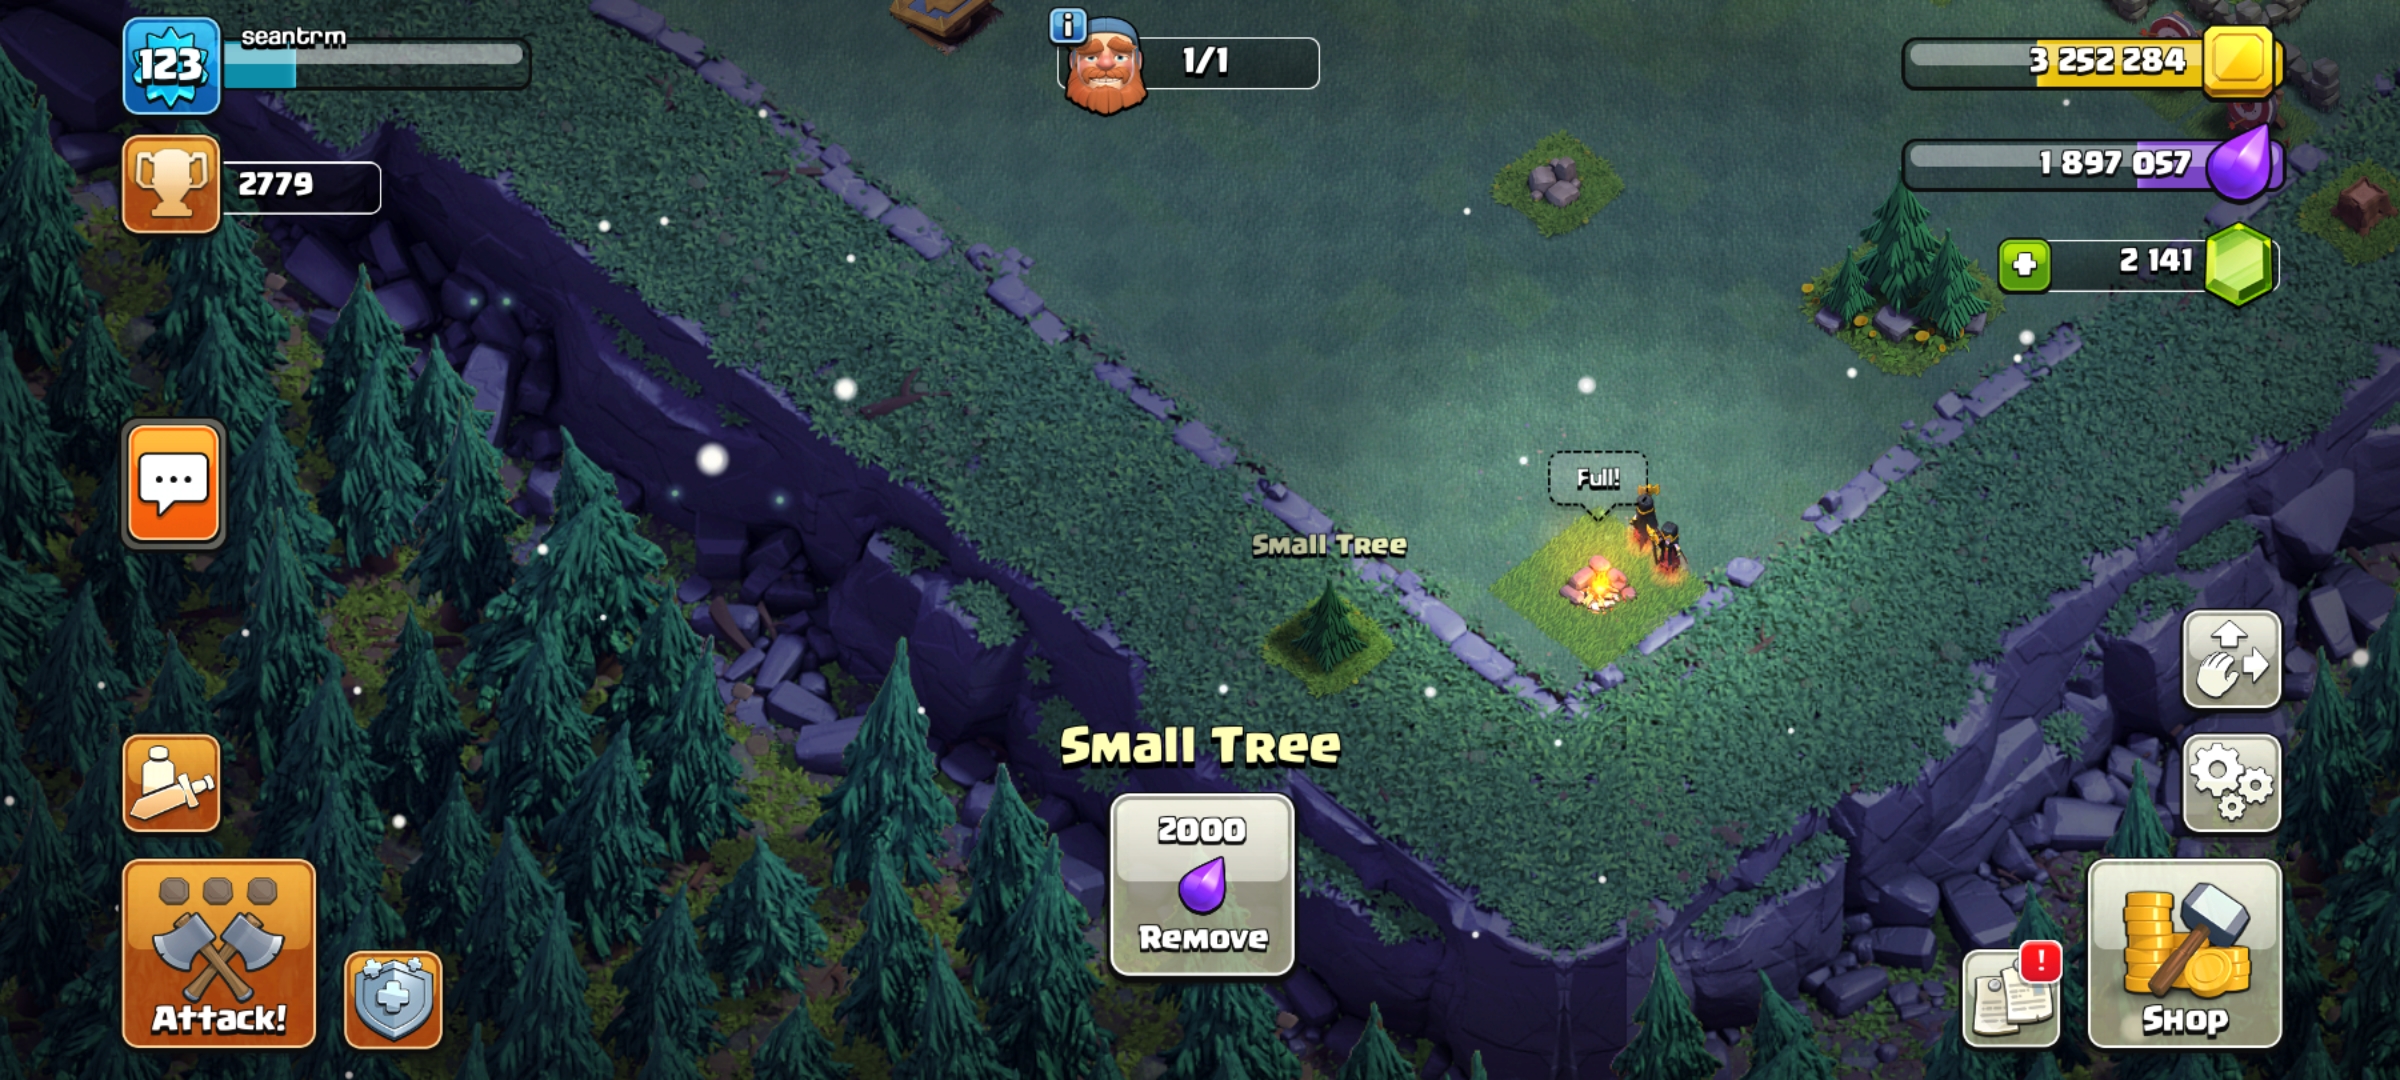 seantrm
123
1/1
3 252 284
2779
1 897 057
2 141
Full!
Small Tree
Small Tree
2000
Remove
Attack!
!
Shop